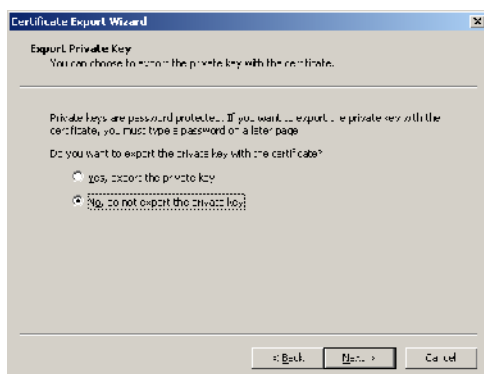 Certificate Export Wizard
Export Private Key
You can choose to export the private key with the certificate.
Private keys are password protected. If you want to export the private key with the
certificate, you must type a password on a later page.
Do you want to export the private key with the certificate?
Yes, export the private key
No, do not export the private key
< Back
Next >
Cancel